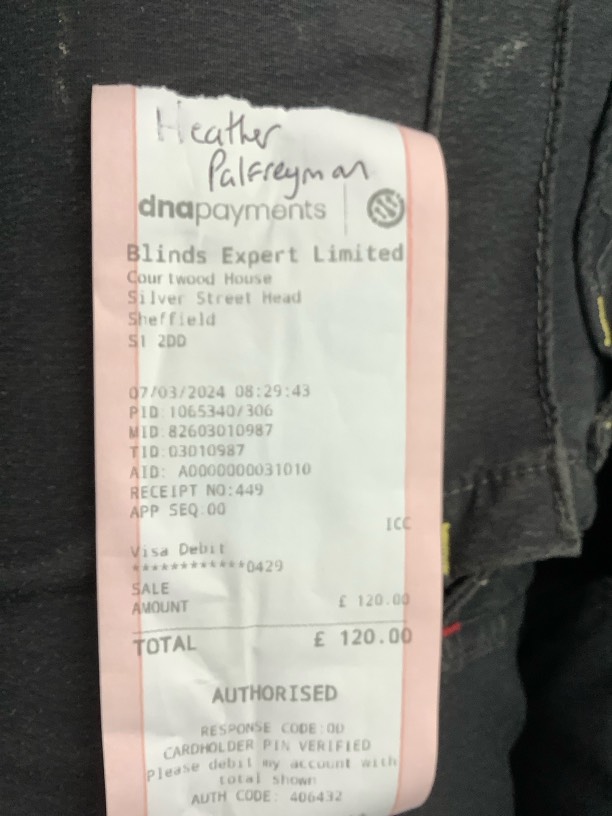 Heather
Palfreyman
dnapayments
Blinds Expert Limited
Courtwood House
Silver Street Head
Sheffield
S1 2DD
07/03/2024 08:29:43
PID:1065340/306
MID:82603010987
TID:03010987
AID: A0000000031010
RECEIPT NO:449
APP SEQ:00
ICC
Visa Debit
************0429
SALE
AMOUNT £ 120.00
TOTAL £ 120.00
AUTHORISED
RESPONSE CODE:00
CARDHOLDER PIN VERIFIED
Please debit my account with
total shown
AUTH CODE: 406432